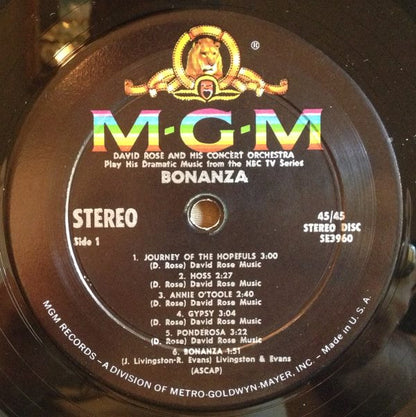 ®
M·G·M
DAVID ROSE AND HIS CONCERT ORCHESTRA
Play His Dramatic Music from the NBC TV Series
BONANZA
STEREO
Side 1
45/45
STEREO DISC
SE3960
1. JOURNEY OF THE HOPEFULS 3:00
(D. Rose) David Rose Music
2. HOSS 2:27
(D. Rose) David Rose Music
3. ANNIE O'TOOLE 2:40
(D. Rose) David Rose Music
4. GYPSY 3:04
(D. Rose) David Rose Music
5. PONDEROSA 3:22
(D. Rose) David Rose Music
6. BONANZA 1:51
(J. Livingston-R. Evans) Livingston & Evans
(ASCAP)
MGM RECORDS – A DIVISION OF METRO-GOLDWYN-MAYER, INC. – Made in U.S.A.